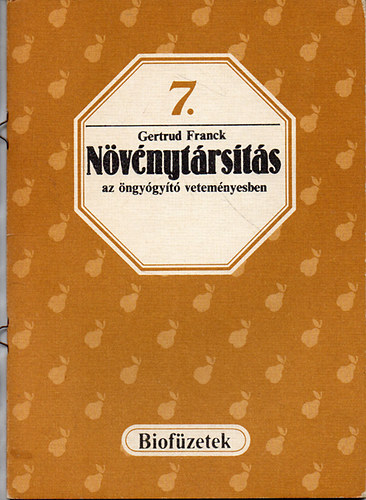 7.
Gertrud Franck
Növénytársítás
az öngyógyító veteményesben
Biofüzetek